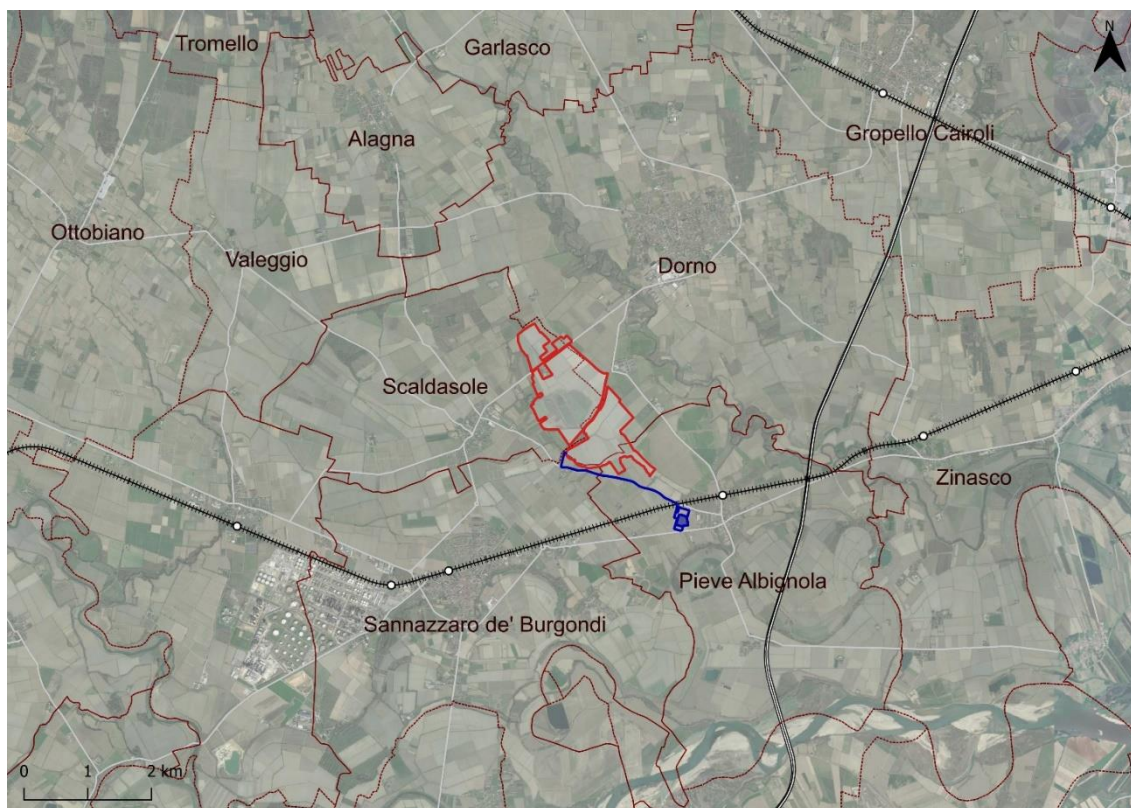 N
Tromello
Garlasco
Alagna
Gropello Cairoli
Ottobiano
Valeggio
Dorno
Scaldasole
Zinasco
Pieve Albignola
Sannazzaro de' Burgondi
0 1 2 km